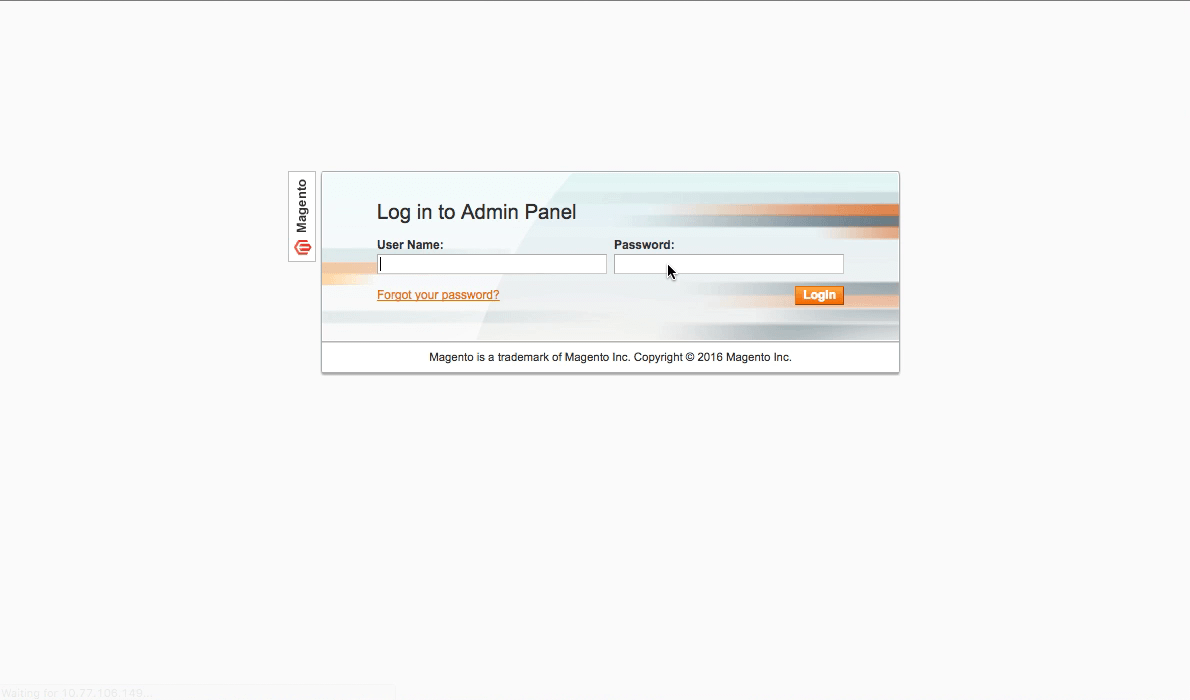 Magento
Log in to Admin Panel
User Name:
Password:
Forgot your password?
Login
Magento is a trademark of Magento Inc. Copyright © 2016 Magento Inc.
Waiting for 10.77.106.149...